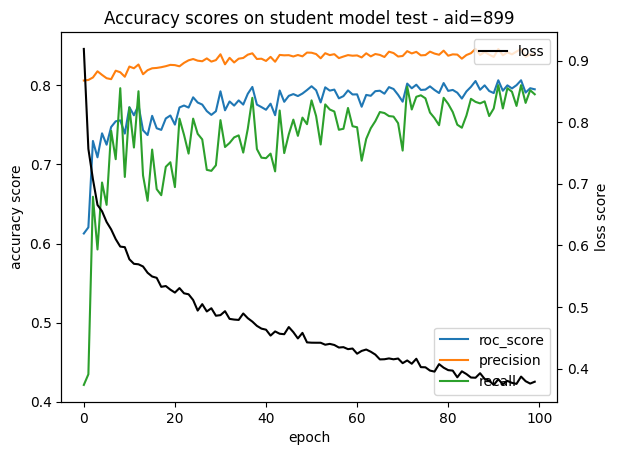 Accuracy scores on student model test - aid=899
loss
0.9
0.8
0.8
0.7
0.7
0.6
0.6
0.5
0.5
0.4
0.4
accuracy score
loss score
roc_score
precision
recall
0
20
40
60
80
100
epoch